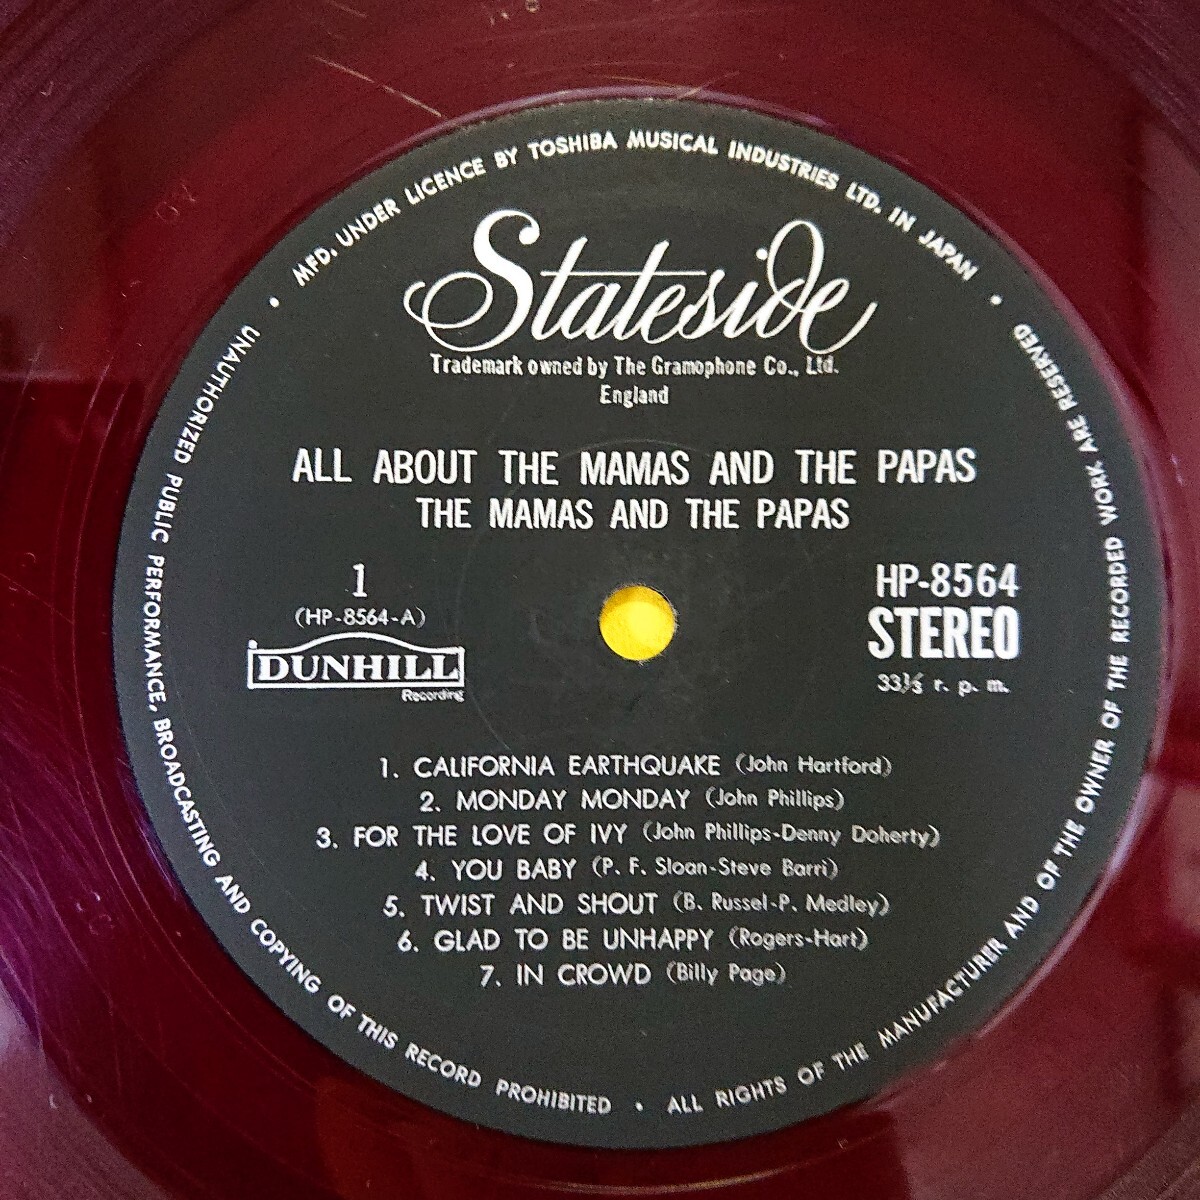 MFD. UNDER LICENCE BY TOSHIBA MUSICAL INDUSTRIES LTD. IN JAPAN
Stateside
Trademark owned by The Gramophone Co., Ltd.
England
ALL ABOUT THE MAMAS AND THE PAPAS
THE MAMAS AND THE PAPAS
1
(HP-8564-A)
DUNHILL
Recording
HP-8564
STEREO
33⅓ r. p. m.
1. CALIFORNIA EARTHQUAKE (John Hartford)
2. MONDAY MONDAY (John Phillips)
3. FOR THE LOVE OF IVY (John Phillips-Denny Doherty)
4. YOU BABY (P. F. Sloan-Steve Barri)
5. TWIST AND SHOUT (B. Russel-P. Medley)
6. GLAD TO BE UNHAPPY (Rogers-Hart)
7. IN CROWD (Billy Page)
• UNAUTHORIZED PUBLIC PERFORMANCE, BROADCASTING AND COPYING OF THIS RECORD PROHIBITED • ALL RIGHTS OF THE MANUFACTURER AND OF THE OWNER OF THE RECORDED WORK ARE RESERVED •